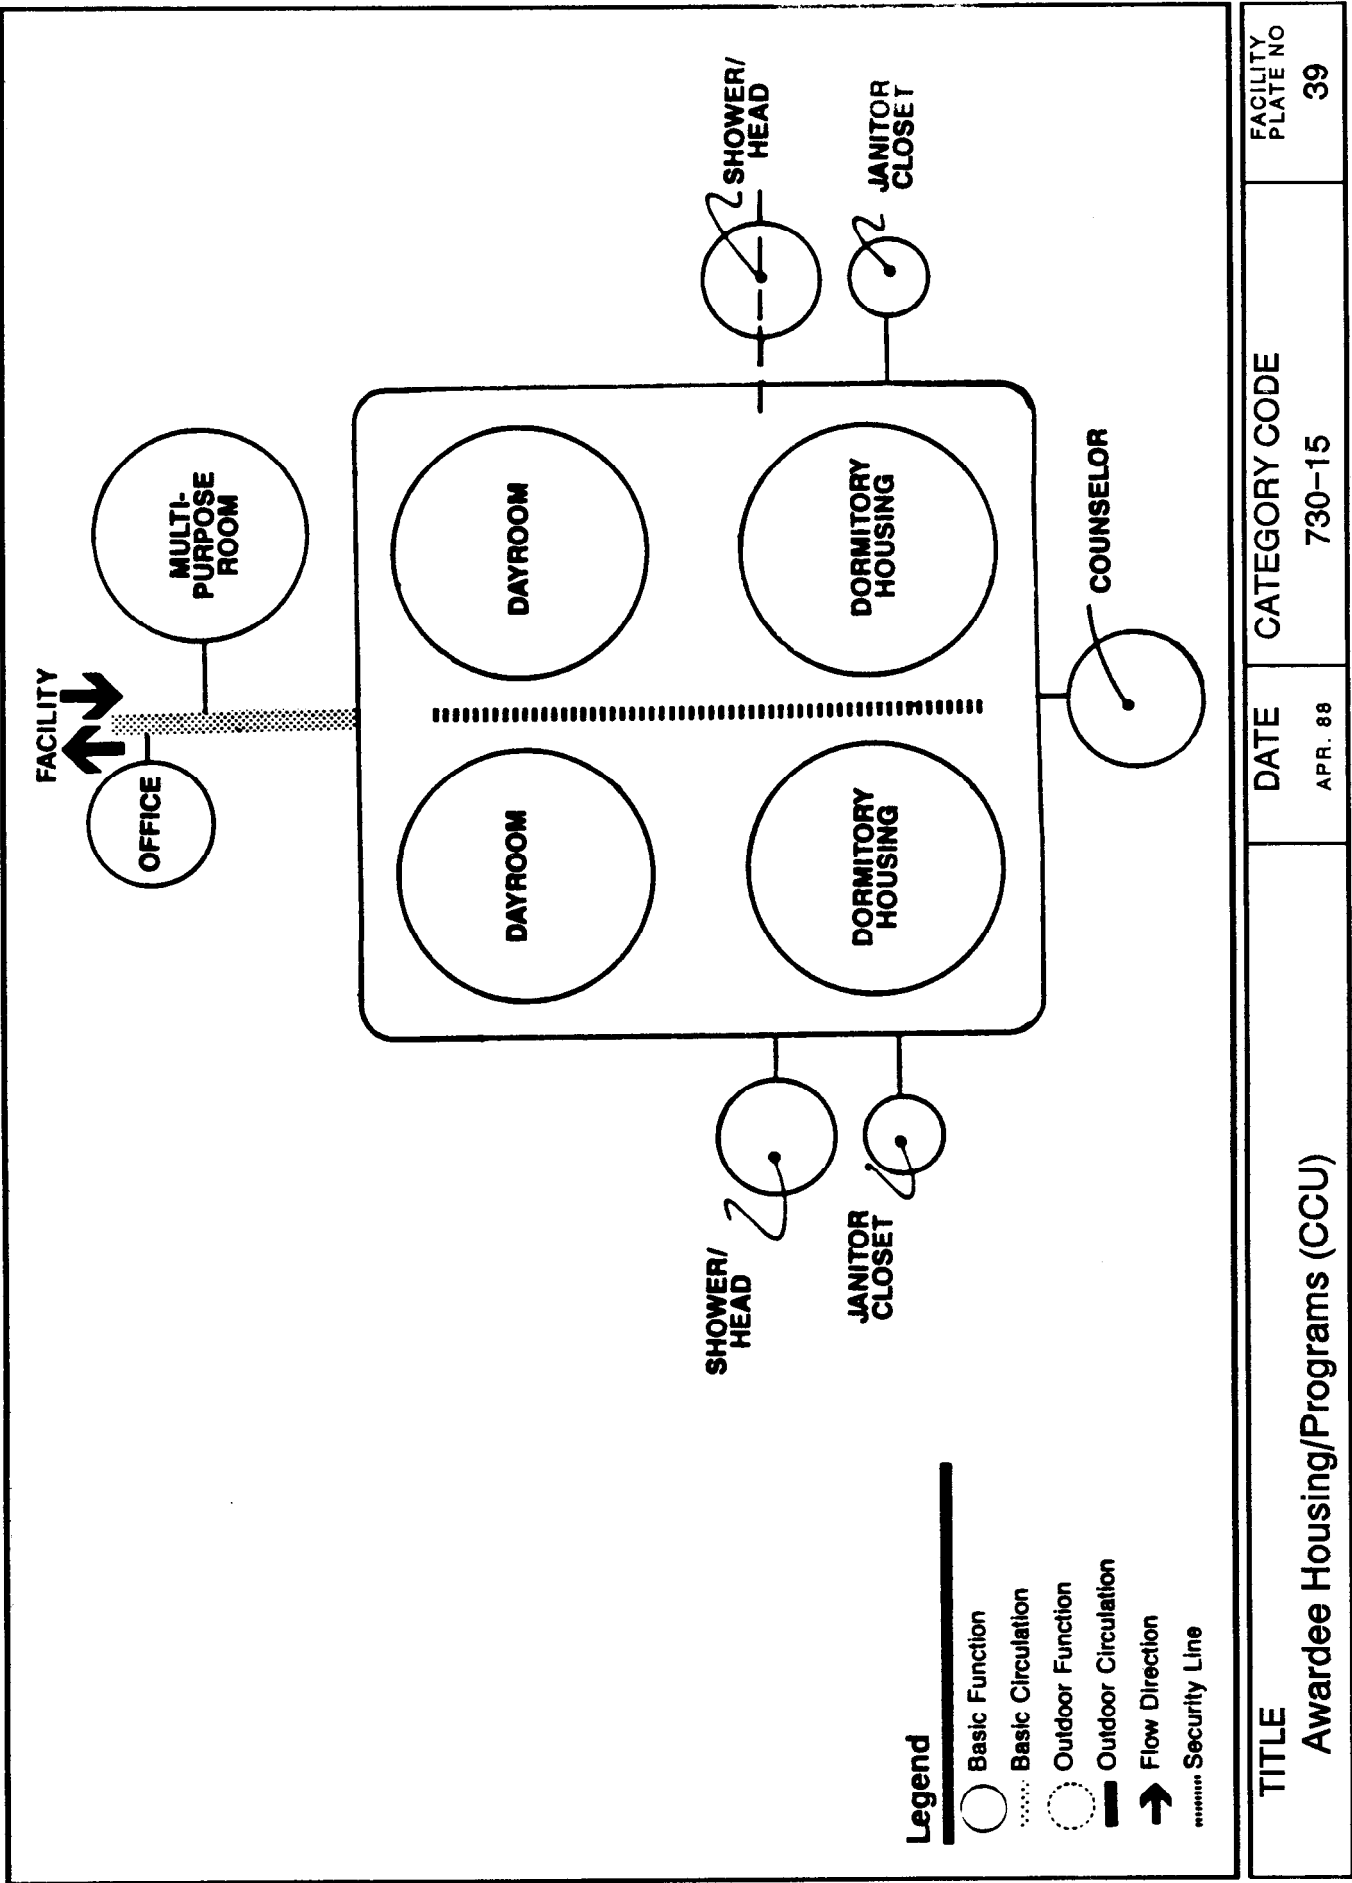 FACILITY
OFFICE
MULTI-
PURPOSE
ROOM
DAYROOM
DAYROOM
DORMITORY
HOUSING
DORMITORY
HOUSING
SHOWER/
HEAD
SHOWER/
HEAD
JANITOR
CLOSET
JANITOR
CLOSET
COUNSELOR
Legend
Basic Function
Basic Circulation
Outdoor Function
Outdoor Circulation
Flow Direction
Security Line
TITLE
Awardee Housing/Programs (CCU)
DATE
APR. 88
CATEGORY CODE
730-15
FACILITY
PLATE NO
39